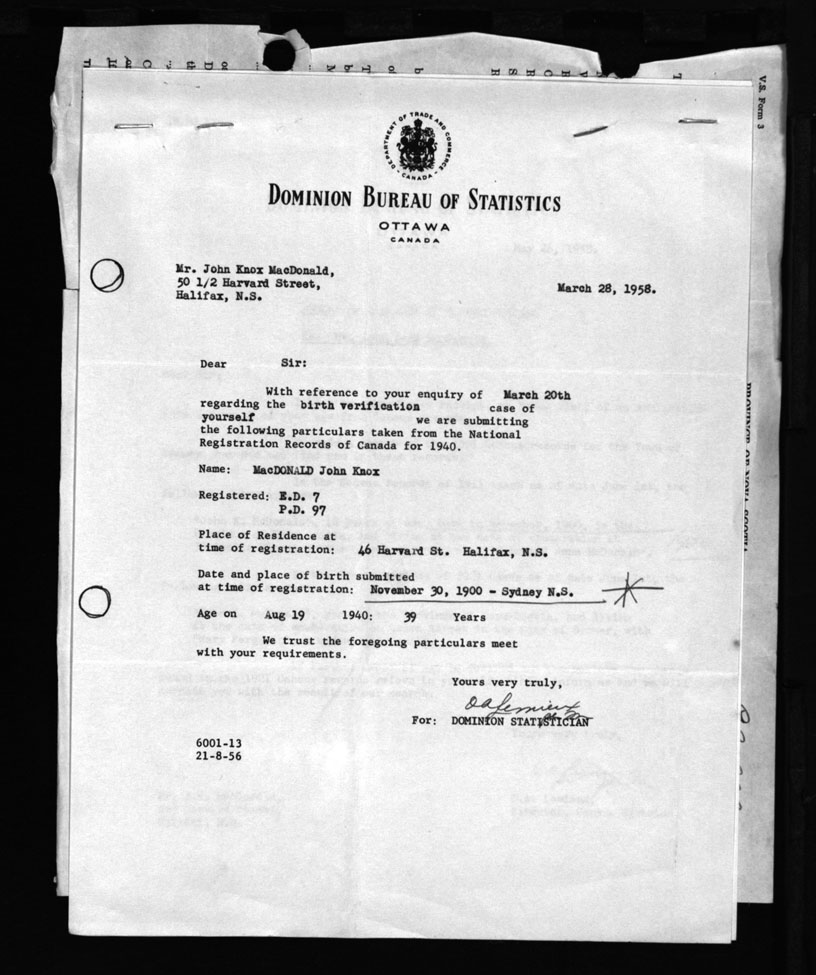 V.S. Form 3
DEPARTMENT OF TRADE AND COMMERCE
CANADA
DOMINION BUREAU OF STATISTICS
OTTAWA
CANADA
Mr. John Knox MacDonald,
50 1/2 Harvard Street,
Halifax, N.S.
March 28, 1958.
Dear Sir:
With reference to your enquiry of March 20th
regarding the birth verification case of
yourself we are submitting
the following particulars taken from the National
Registration Records of Canada for 1940.
Name: MacDONALD John Knox
Registered: E.D. 7
P.D. 97
Place of Residence at
time of registration: 46 Harvard St. Halifax, N.S.
Date and place of birth submitted
at time of registration: November 30, 1900 - Sydney N.S.
Age on Aug 19 1940: 39 Years
We trust the foregoing particulars meet
with your requirements.
Yours very truly,
For: DOMINION STATISTICIAN
6001-13
21-8-56